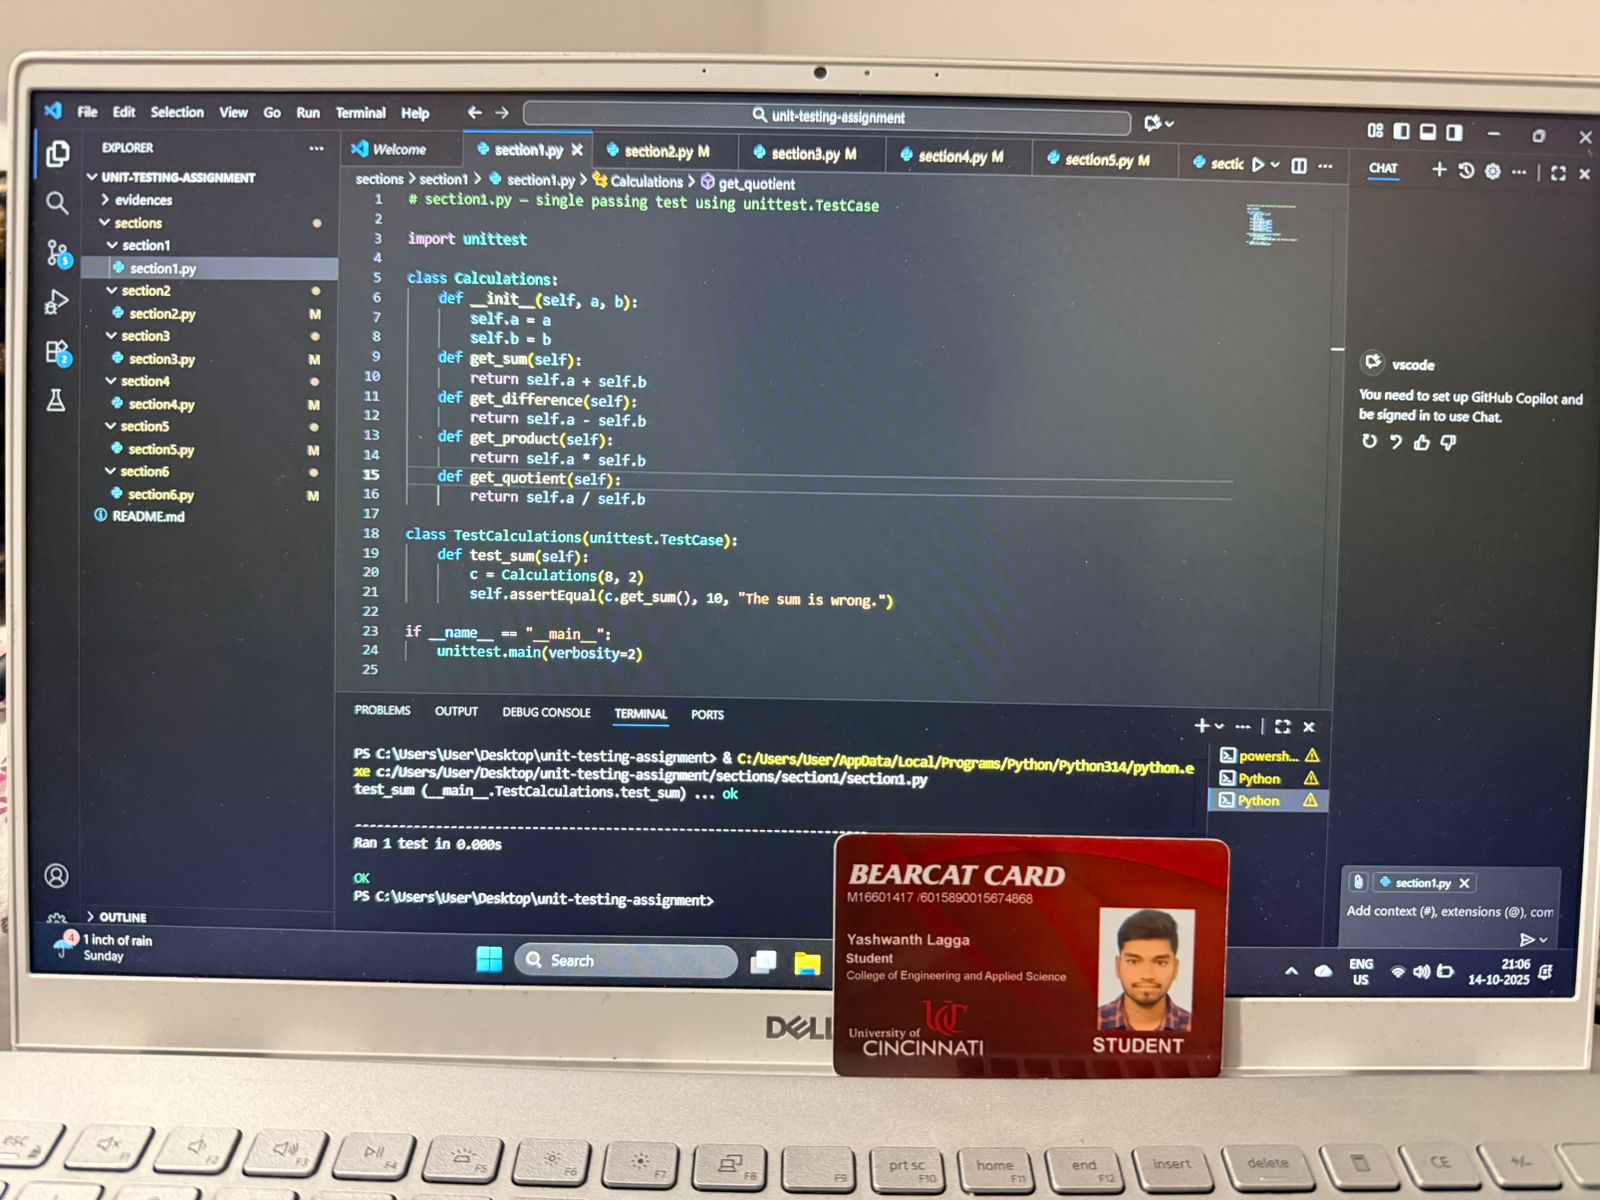 File Edit Selection View Go Run Terminal Help
unit-testing-assignment
EXPLORER
UNIT-TESTING-ASSIGNMENT
evidences
sections
section1
section1.py
section2
section2.py M
section3
section3.py M
section4
section4.py M
section5
section5.py M
section6
section6.py M
README.md
OUTLINE
5
2
Welcome section1.py section2.py M section3.py M section4.py M section5.py M sectic
sections > section1 > section1.py > Calculations > get_quotient
1 # section1.py — single passing test using unittest.TestCase
2
3 import unittest
4
5 class Calculations:
6 def __init__(self, a, b):
7 self.a = a
8 self.b = b
9 def get_sum(self):
10 return self.a + self.b
11 def get_difference(self):
12 return self.a - self.b
13 def get_product(self):
14 return self.a * self.b
15 def get_quotient(self):
16 return self.a / self.b
17
18 class TestCalculations(unittest.TestCase):
19 def test_sum(self):
20 c = Calculations(8, 2)
21 self.assertEqual(c.get_sum(), 10, "The sum is wrong.")
22
23 if __name__ == "__main__":
24 unittest.main(verbosity=2)
25
PROBLEMS OUTPUT DEBUG CONSOLE TERMINAL PORTS
PS C:\Users\User\Desktop\unit-testing-assignment> & C:/Users/User/AppData/Local/Programs/Python/Python314/python.e
xe c:/Users/User/Desktop/unit-testing-assignment/sections/section1/section1.py
test_sum (__main__.TestCalculations.test_sum) ... ok
----------------------------------------------------------------------
Ran 1 test in 0.000s
OK
PS C:\Users\User\Desktop\unit-testing-assignment>
powersh...
Python
Python
CHAT
vscode
You need to set up GitHub Copilot and
be signed in to use Chat.
section1.py
Add context (#), extensions (@), com
4
1 inch of rain
Sunday
Search
ENG
US
21:06
14-10-2025
BEARCAT CARD
M16601417 /6015890015674868
Yashwanth Lagga
Student
College of Engineering and Applied Science
UC
University of
CINCINNATI
STUDENT
DELL
esc F1 F2 F3 F4 F5 F6 F7 F8 F9
prt sc F10
home F11
end F12
insert
delete
CE
+/-